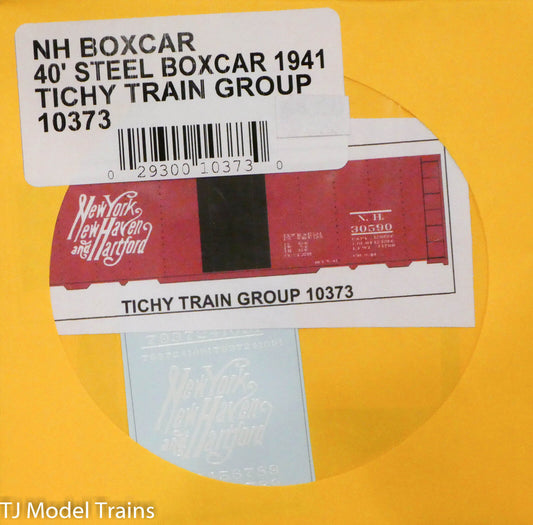 NH BOXCAR
40' STEEL BOXCAR 1941
TICHY TRAIN GROUP
10373
0 29300 10373 0
New York
New Haven
and Hartford
N. H.
30590
TICHY TRAIN GROUP 10373
New York
New Haven
and Hartford
TJ Model Trains